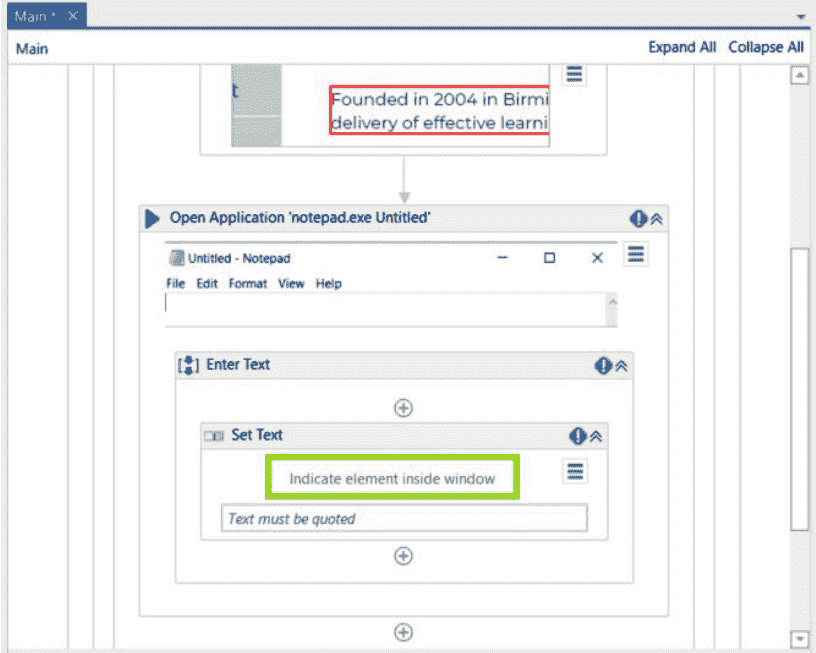 Main *
Main
Expand All Collapse All
t
Founded in 2004 in Birmi
delivery of effective learni
Open Application 'notepad.exe Untitled'
Untitled - Notepad
File Edit Format View Help
Enter Text
Set Text
Indicate element inside window
Text must be quoted